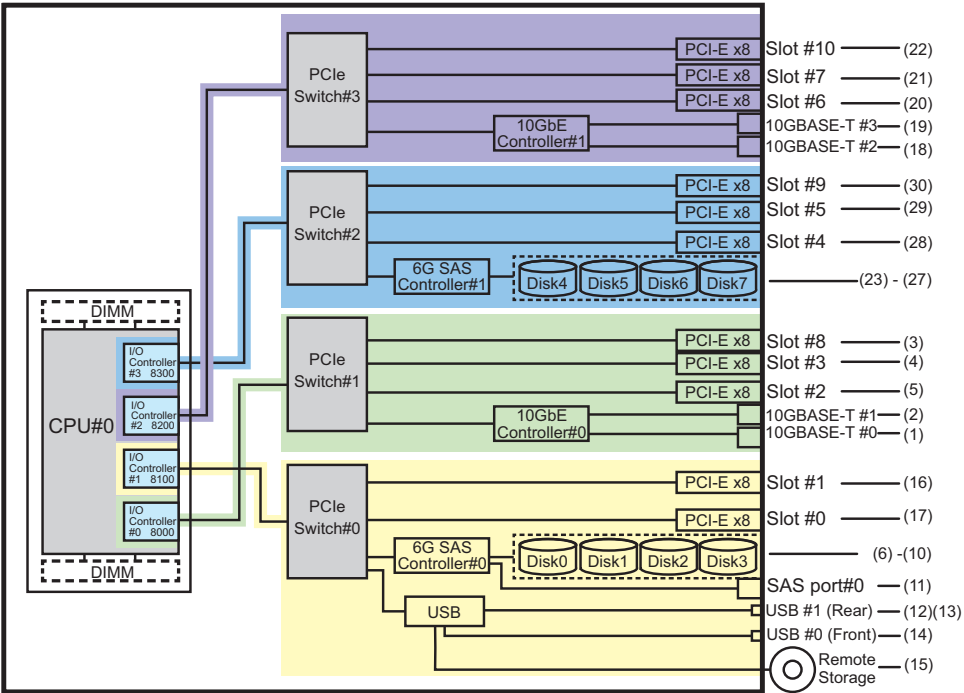 PCIe
Switch#3
PCI-E x8 Slot #10 (22)
PCI-E x8 Slot #7 (21)
PCI-E x8 Slot #6 (20)
10GbE
Controller#1
10GBASE-T #3 (19)
10GBASE-T #2 (18)
PCIe
Switch#2
PCI-E x8 Slot #9 (30)
PCI-E x8 Slot #5 (29)
PCI-E x8 Slot #4 (28)
6G SAS
Controller#1
Disk4 Disk5 Disk6 Disk7 (23) - (27)
DIMM
CPU#0
I/O
Controller
#3 8300
I/O
Controller
#2 8200
I/O
Controller
#1 8100
I/O
Controller
#0 8000
DIMM
PCIe
Switch#1
PCI-E x8 Slot #8 (3)
PCI-E x8 Slot #3 (4)
PCI-E x8 Slot #2 (5)
10GbE
Controller#0
10GBASE-T #1 (2)
10GBASE-T #0 (1)
PCIe
Switch#0
PCI-E x8 Slot #1 (16)
PCI-E x8 Slot #0 (17)
6G SAS
Controller#0
Disk0 Disk1 Disk2 Disk3 (6) -(10)
SAS port#0 (11)
USB
USB #1 (Rear) (12)(13)
USB #0 (Front) (14)
Remote
Storage
(15)